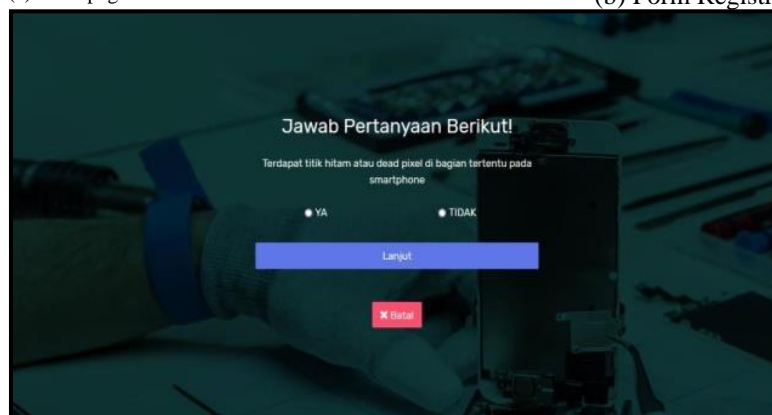 (b) Form
Jawab Pertanyaan Berikut!
Terdapat titik hitam atau dead pixel di bagian tertentu pada
smartphone
YA TIDAK
Lanjut
✖ Batal